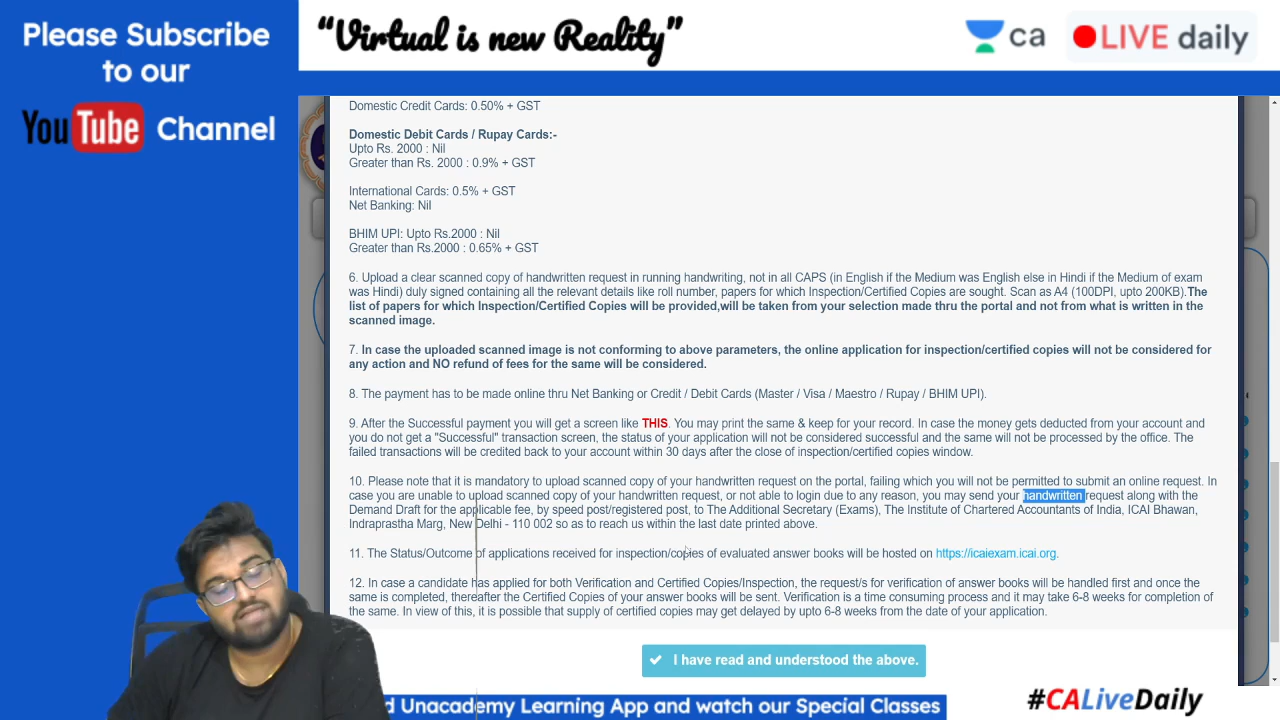 Please Subscribe
to our
YouTube Channel
“Virtual is new Reality”
ca
LIVE daily
Domestic Credit Cards: 0.50% + GST
Domestic Debit Cards / Rupay Cards:-
Upto Rs. 2000 : Nil
Greater than Rs. 2000 : 0.9% + GST
International Cards: 0.5% + GST
Net Banking: Nil
BHIM UPI: Upto Rs.2000 : Nil
Greater than Rs.2000 : 0.65% + GST
6. Upload a clear scanned copy of handwritten request in running handwriting, not in all CAPS (in English if the Medium was English else in Hindi if the Medium of exam
was Hindi) duly signed containing all the relevant details like roll number, papers for which Inspection/Certified Copies are sought. Scan as A4 (100DPI, upto 200KB).The
list of papers for which Inspection/Certified Copies will be provided,will be taken from your selection made thru the portal and not from what is written in the
scanned image.
7. In case the uploaded scanned image is not conforming to above parameters, the online application for inspection/certified copies will not be considered for
any action and NO refund of fees for the same will be considered.
8. The payment has to be made online thru Net Banking or Credit / Debit Cards (Master / Visa / Maestro / Rupay / BHIM UPI).
9. After the Successful payment you will get a screen like THIS. You may print the same & keep for your record. In case the money gets deducted from your account and
you do not get a "Successful" transaction screen, the status of your application will not be considered successful and the same will not be processed by the office. The
failed transactions will be credited back to your account within 30 days after the close of inspection/certified copies window.
10. Please note that it is mandatory to upload scanned copy of your handwritten request on the portal, failing which you will not be permitted to submit an online request. In
case you are unable to upload scanned copy of your handwritten request, or not able to login due to any reason, you may send your handwritten request along with the
Demand Draft for the applicable fee, by speed post/registered post, to The Additional Secretary (Exams), The Institute of Chartered Accountants of India, ICAI Bhawan,
Indraprastha Marg, New Delhi - 110 002 so as to reach us within the last date printed above.
11. The Status/Outcome of applications received for inspection/copies of evaluated answer books will be hosted on https://icaiexam.icai.org.
12. In case a candidate has applied for both Verification and Certified Copies/Inspection, the request/s for verification of answer books will be handled first and once the
same is completed, thereafter the Certified Copies of your answer books will be sent. Verification is a time consuming process and it may take 6-8 weeks for completion of
the same. In view of this, it is possible that supply of certified copies may get delayed by upto 6-8 weeks from the date of your application.
I have read and understood the above.
d Unacademy Learning App and watch our Special Classes
#CALiveDaily